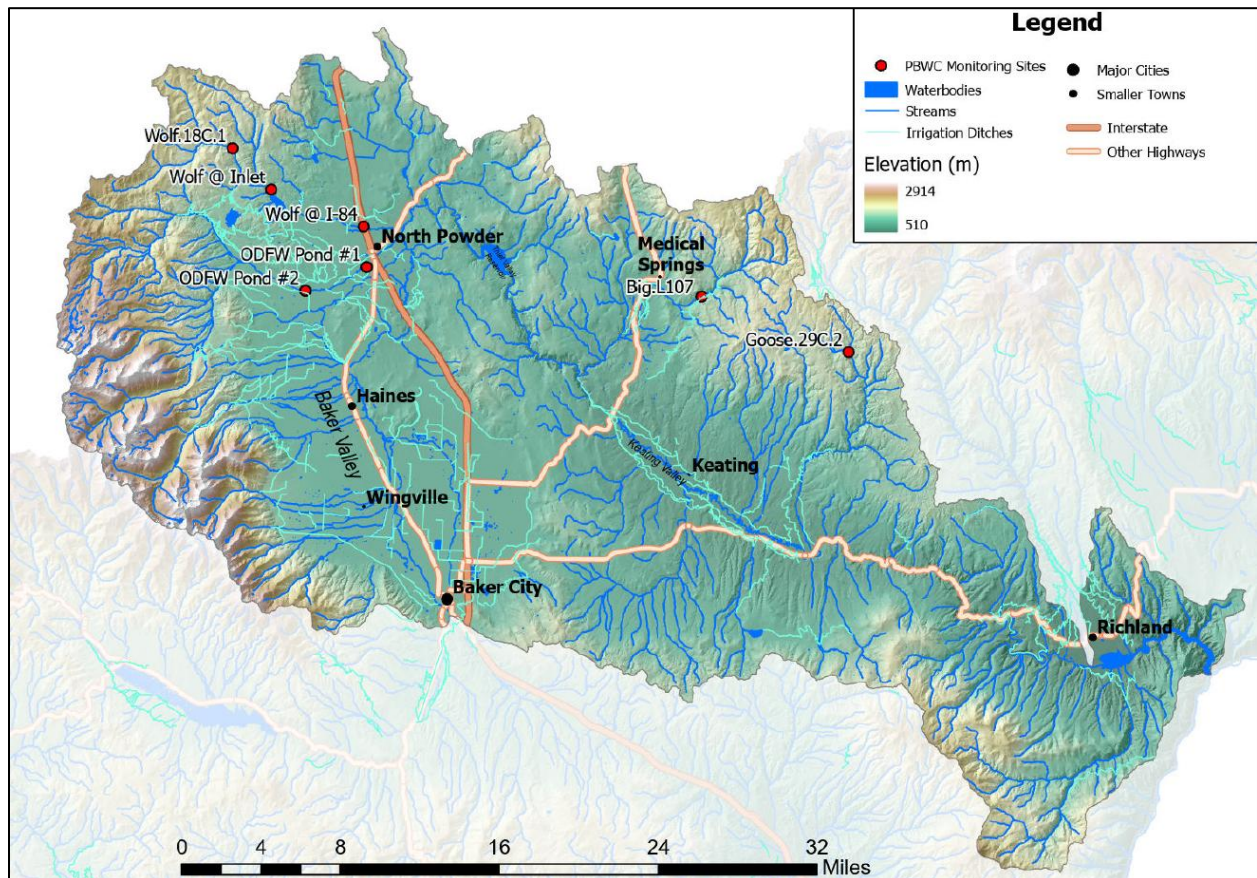 Legend
PBWC Monitoring Sites
Waterbodies
Streams
Irrigation Ditches
Elevation (m)
2914
510
Major Cities
Smaller Towns
Interstate
Other Highways
Wolf.18C.1
Wolf @ Inlet
Wolf @ I-84
North Powder
ODFW Pond #1
ODFW Pond #2
Medical
Springs
Big.L107
Goose.29C.2
Haines
Baker Valley
Keating Valley
Keating
Wingville
Baker City
Richland
0 4 8 16 24 32
Miles